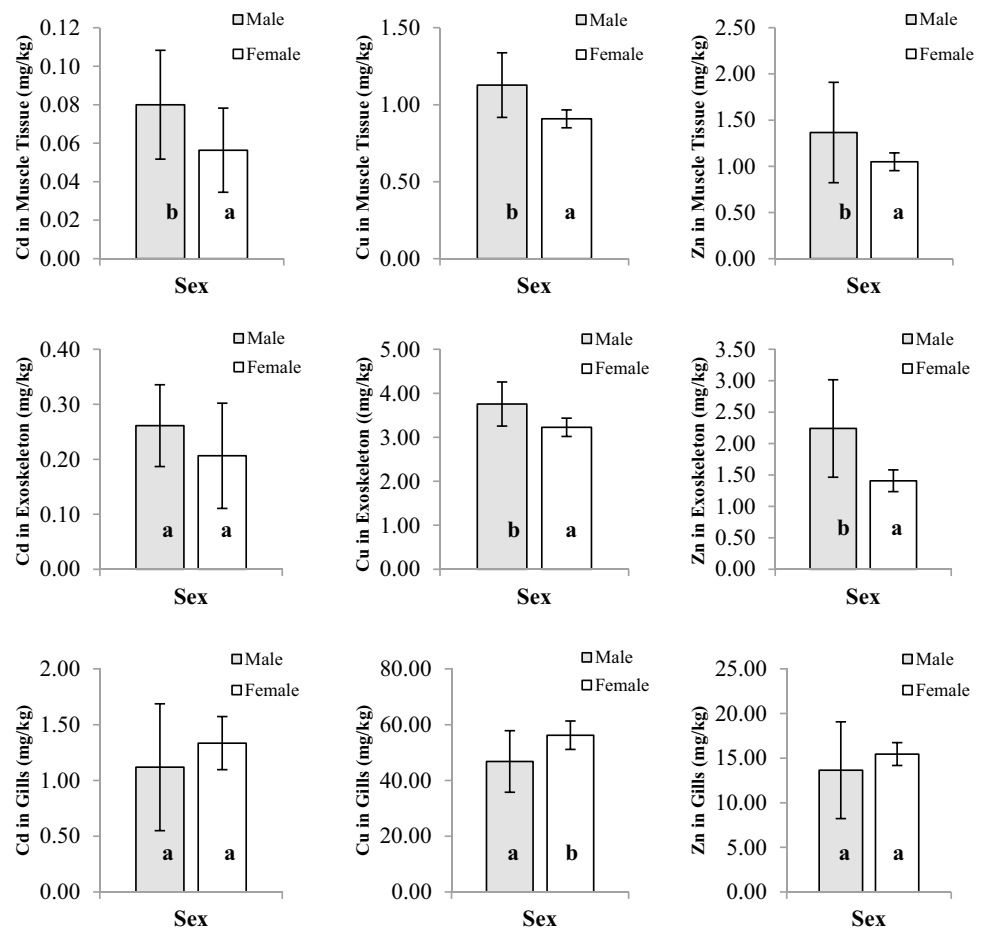 Cd in Muscle Tissue (mg/kg)
0.12
0.10
0.08
0.06
0.04
0.02
0.00
Male
Female
b
a
Sex
Cu in Muscle Tissue (mg/kg)
1.50
1.00
0.50
0.00
Male
Female
b
a
Sex
Zn in Muscle Tissue (mg/kg)
2.50
2.00
1.50
1.00
0.50
0.00
Male
Female
b
a
Sex
Cd in Exoskeleton (mg/kg)
0.40
0.30
0.20
0.10
0.00
Male
Female
a
a
Sex
Cu in Exoskeleton ((mg/kg)
5.00
4.00
3.00
2.00
1.00
0.00
Male
Female
b
a
Sex
Zn in Exoskeleton (mg/kg)
3.50
3.00
2.50
2.00
1.50
1.00
0.50
0.00
Male
Female
b
a
Sex
Cd in Gills (mg/kg)
2.00
1.50
1.00
0.50
0.00
Male
Female
a
a
Sex
Cu in Gills (mg/kg)
80.00
60.00
40.00
20.00
0.00
Male
Female
a
b
Sex
Zn in Gills (mg/kg)
25.00
20.00
15.00
10.00
5.00
0.00
Male
Female
a
a
Sex